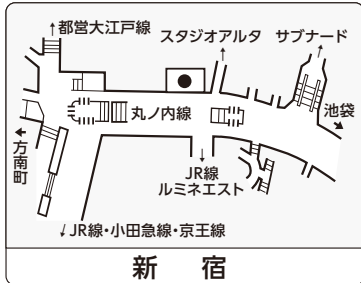 ↑都営大江戸線
スタジオアルタ
サブナード
丸ノ内線
池袋
方南町
JR線
ルミネエスト
JR線・小田急線・京王線
新宿